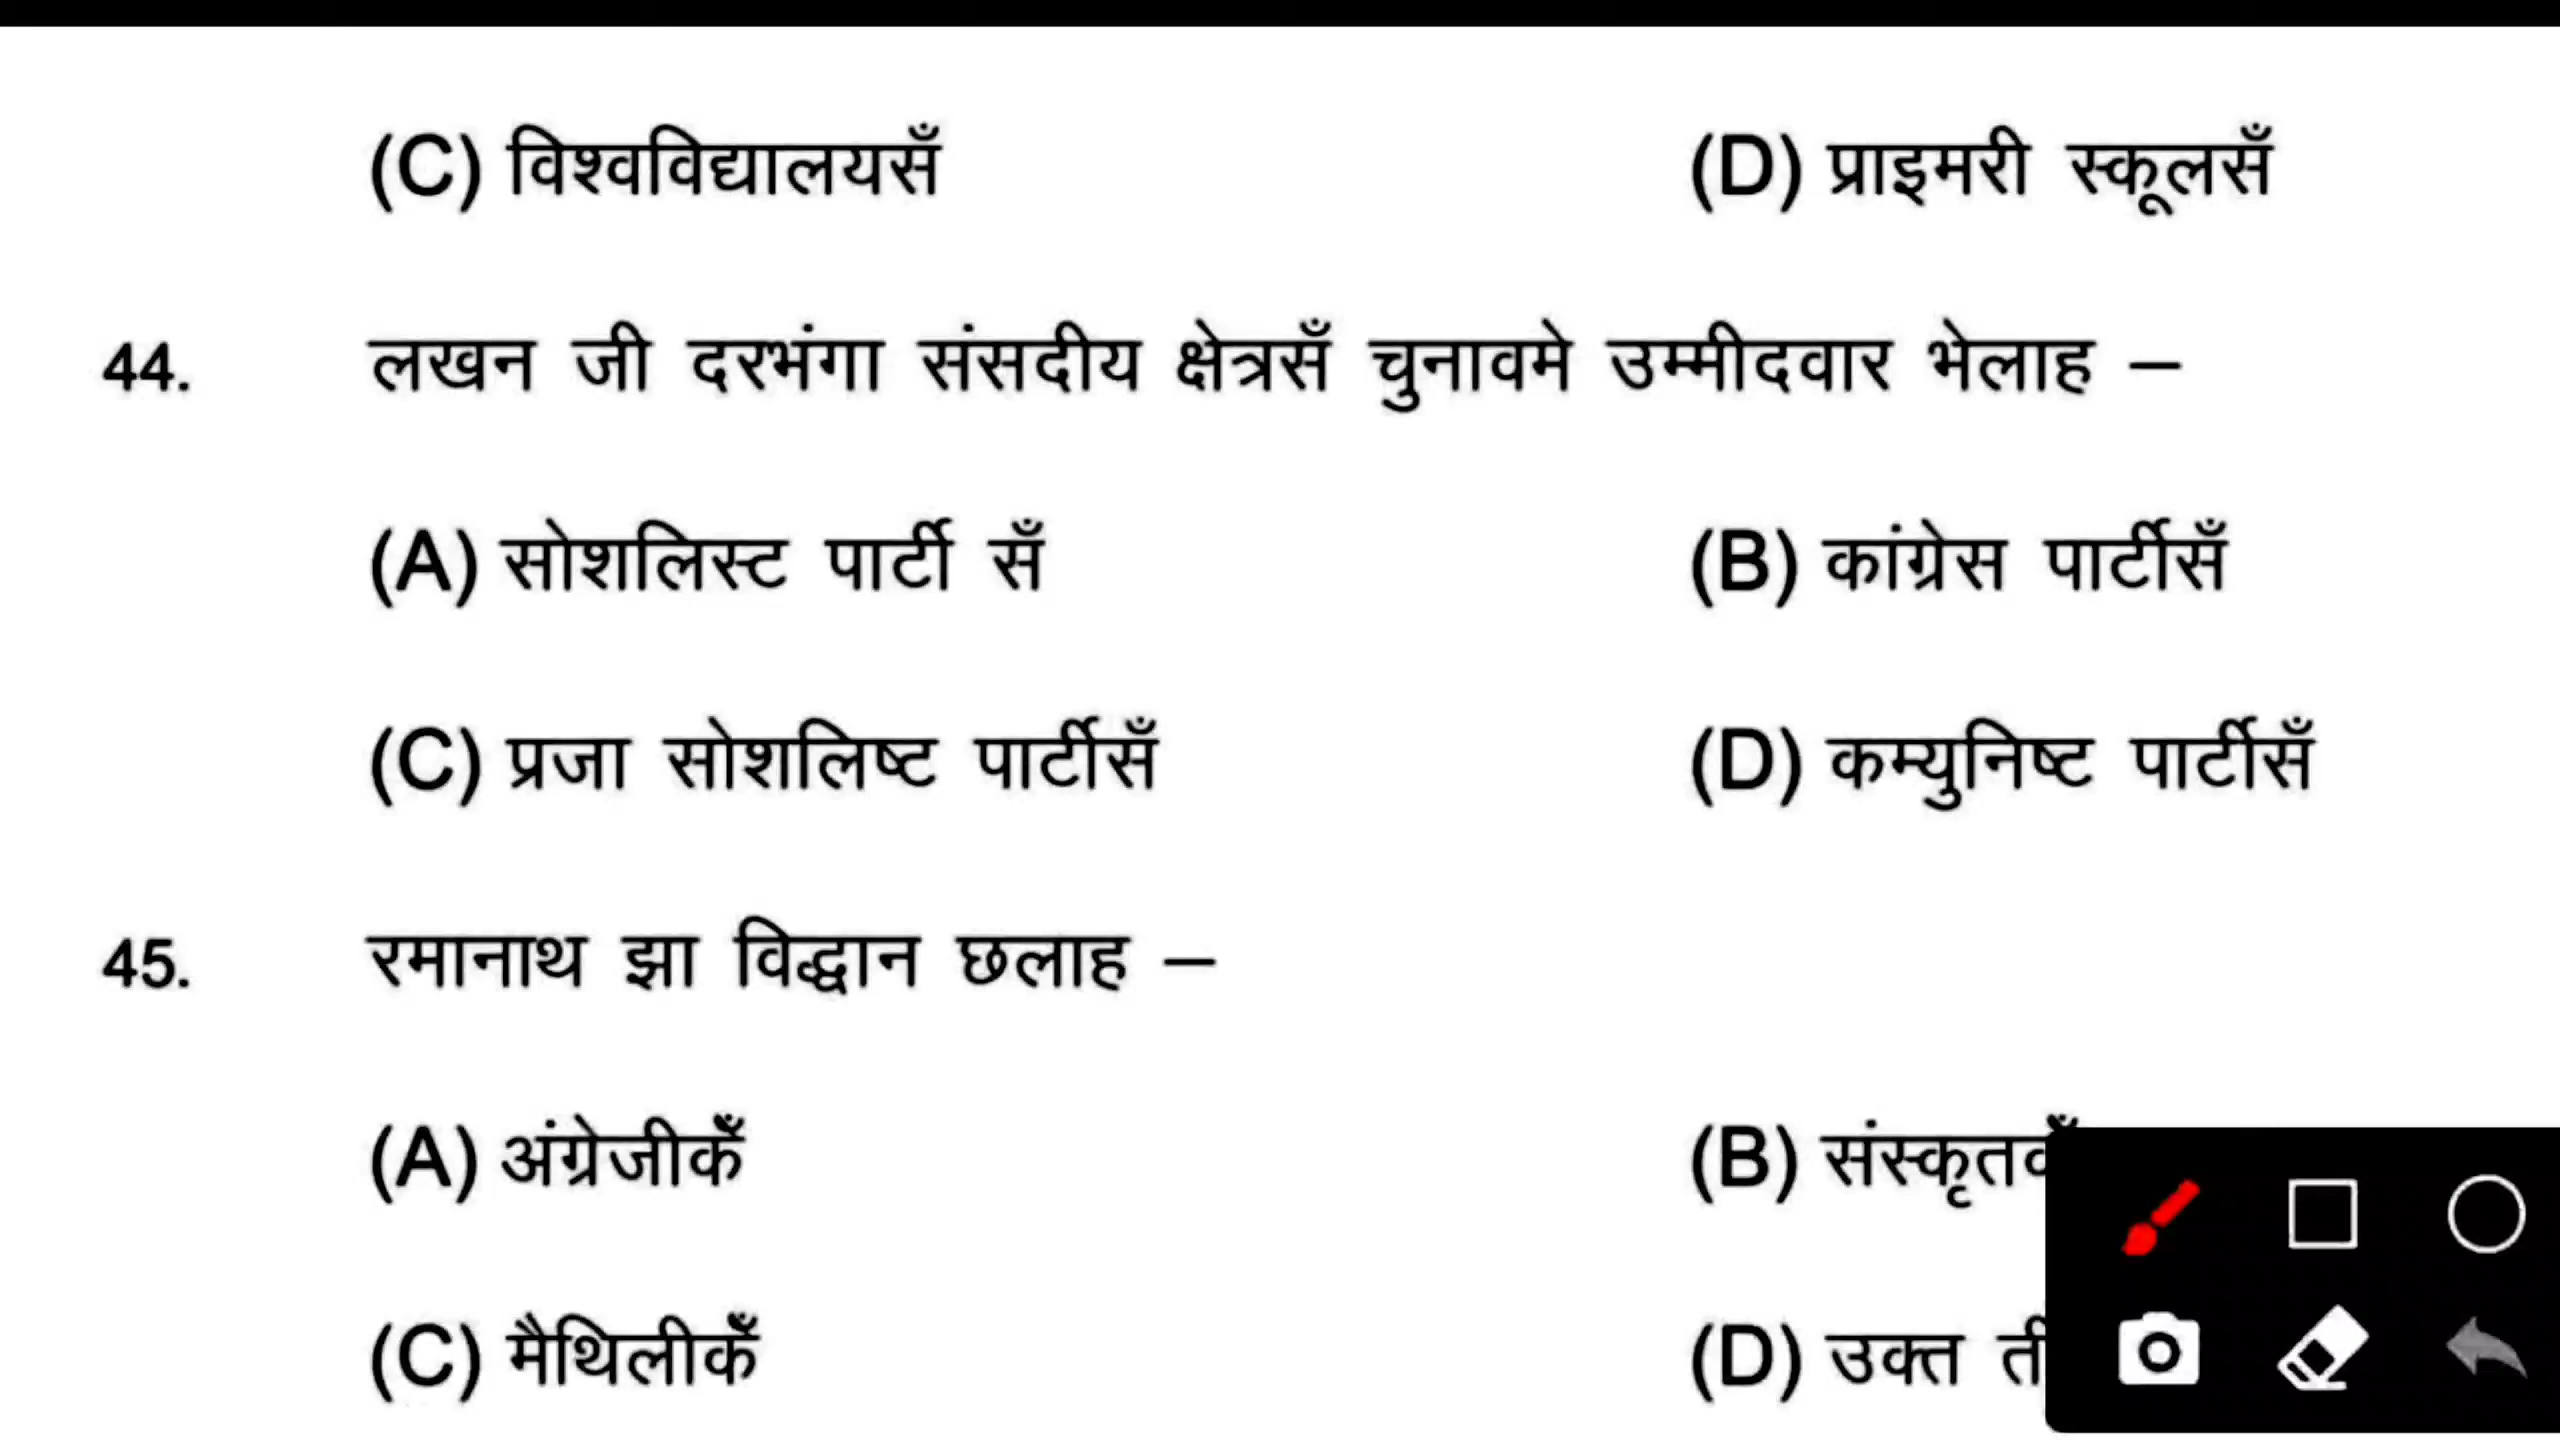 (C) विश्वविद्यालयसँ (D) प्राइमरी स्कूलसँ
44. लखन जी दरभंगा संसदीय क्षेत्रसँ चुनावमे उम्मीदवार भेलाह –
(A) सोशलिस्ट पार्टी सँ (B) कांग्रेस पार्टीसँ
(C) प्रजा सोशलिष्ट पार्टीसँ (D) कम्युनिष्ट पार्टीसँ
45. रमानाथ झा विद्धान छलाह –
(A) अंग्रेजीकेँ (B)
(C) मैथिलीकेँ (D) उक्त